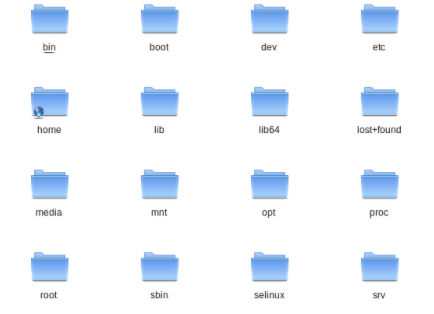 bin boot dev etc
home lib lib64 lost+found
media mnt opt proc
root sbin selinux srv